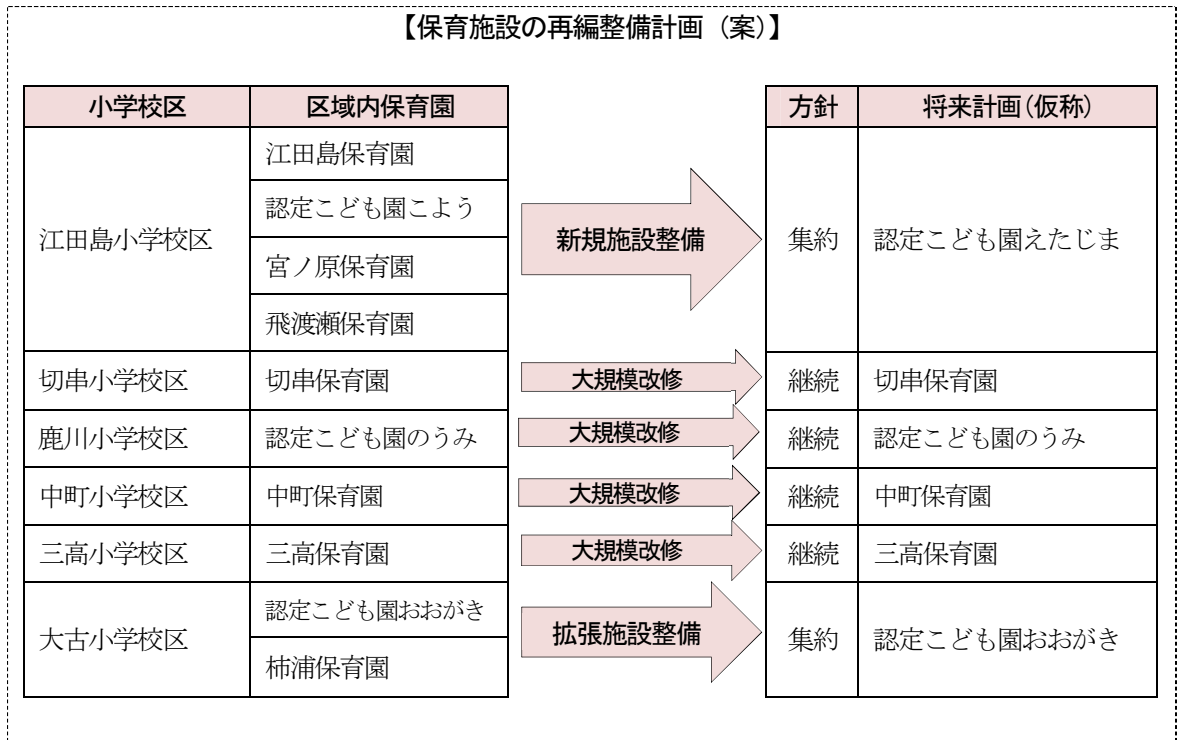 【保育施設の再編整備計画（案）】
小学校区 区域内保育園 方針 将来計画(仮称)
江田島小学校区
江田島保育園
認定こども園こよう
宮ノ原保育園
飛渡瀬保育園
新規施設整備
集約
認定こども園えたじま
切串小学校区 切串保育園 大規模改修 継続 切串保育園
鹿川小学校区 認定こども園のうみ 大規模改修 継続 認定こども園のうみ
中町小学校区 中町保育園 大規模改修 継続 中町保育園
三高小学校区 三高保育園 大規模改修 継続 三高保育園
大古小学校区
認定こども園おおがき
柿浦保育園
拡張施設整備
集約
認定こども園おおがき